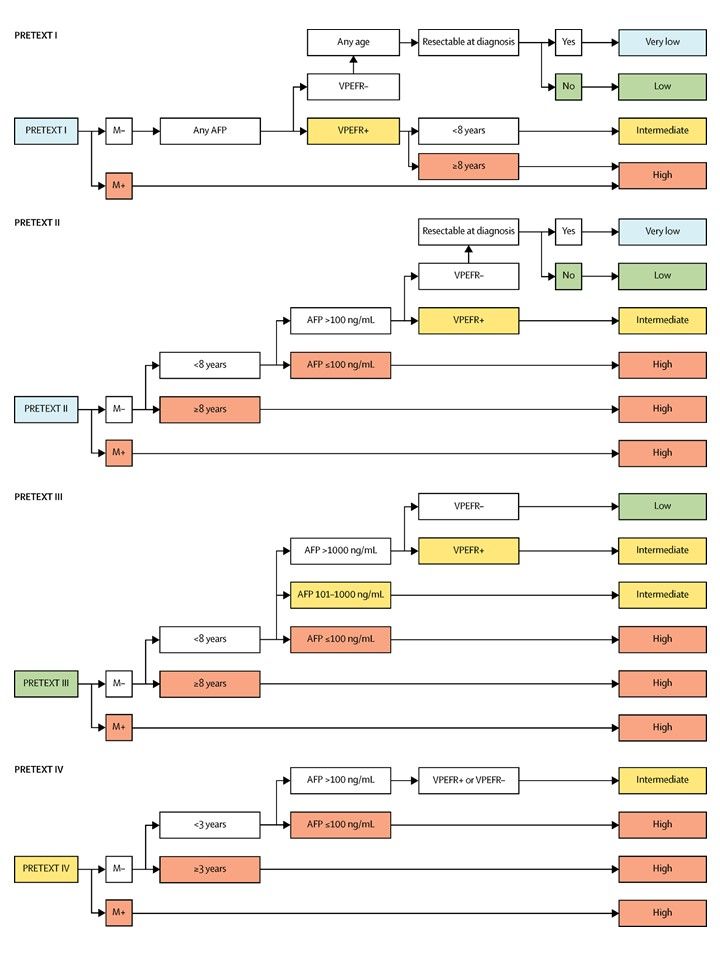 PRETEXT I
Any age
Resectable at diagnosis
Yes
Very low
VPEFR–
No
Low
PRETEXT I
M–
Any AFP
VPEFR+
<8 years
Intermediate
≥8 years
High
M+
PRETEXT II
Resectable at diagnosis
Yes
Very low
VPEFR–
No
Low
AFP >100 ng/mL
VPEFR+
Intermediate
<8 years
AFP ≤100 ng/mL
High
PRETEXT II
M–
≥8 years
High
M+
High
PRETEXT III
VPEFR–
Low
AFP >1000 ng/mL
VPEFR+
Intermediate
AFP 101–1000 ng/mL
Intermediate
<8 years
AFP ≤100 ng/mL
High
PRETEXT III
M–
≥8 years
High
M+
High
PRETEXT IV
AFP >100 ng/mL
VPEFR+ or VPEFR–
Intermediate
<3 years
AFP ≤100 ng/mL
High
PRETEXT IV
M–
≥3 years
High
M+
High